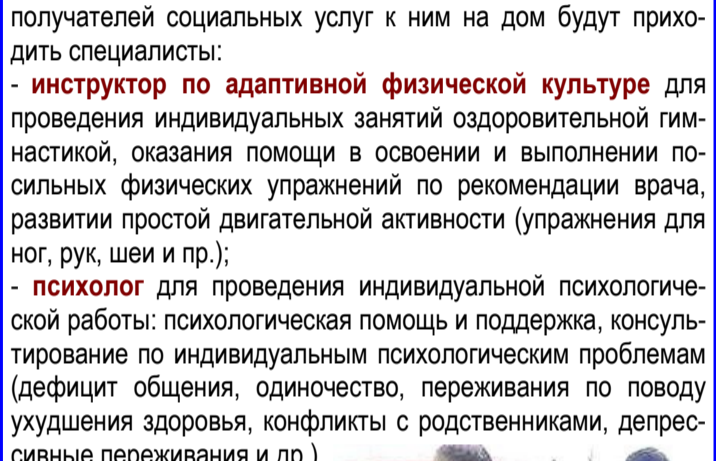 получателей социальных услуг к ним на дом будут прихо-
дить специалисты:
- инструктор по адаптивной физической культуре для
проведения индивидуальных занятий оздоровительной гим-
настикой, оказания помощи в освоении и выполнении по-
сильных физических упражнений по рекомендации врача,
развитии простой двигательной активности (упражнения для
ног, рук, шеи и пр.);
- психолог для проведения индивидуальной психологиче-
ской работы: психологическая помощь и поддержка, консуль-
тирование по индивидуальным психологическим проблемам
(дефицит общения, одиночество, переживания по поводу
ухудшения здоровья, конфликты с родственниками, депрес-
сивные переживания и др.)